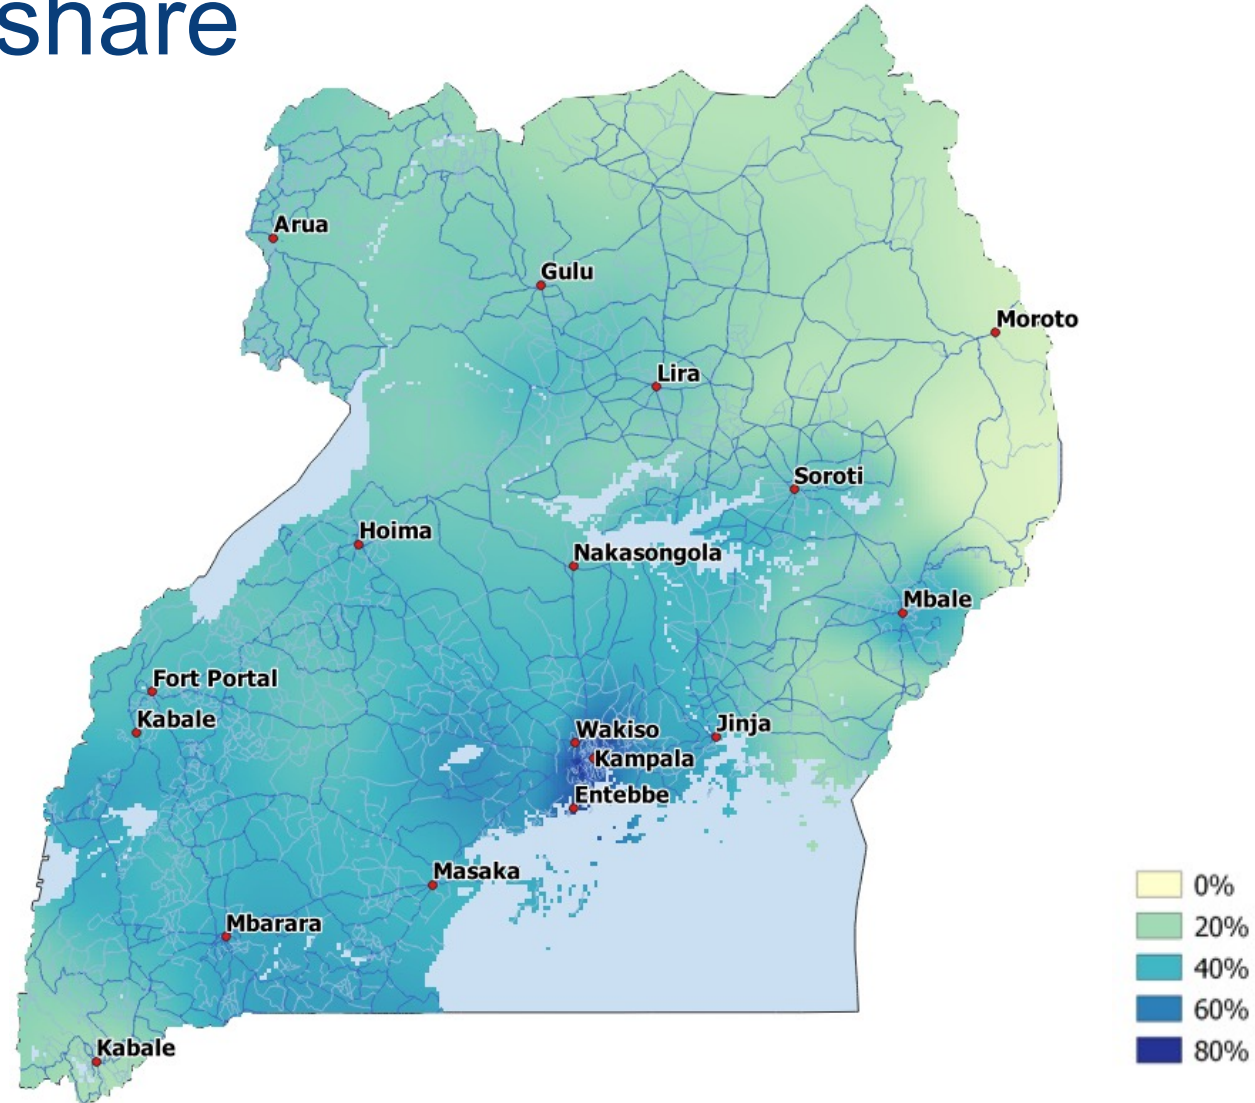 share
Arua
Gulu
Moroto
Lira
Soroti
Hoima
Nakasongola
Mbale
Fort Portal
Kabale
Wakiso
Jinja
Kampala
Entebbe
Masaka
Mbarara
Kabale
0%
20%
40%
60%
80%